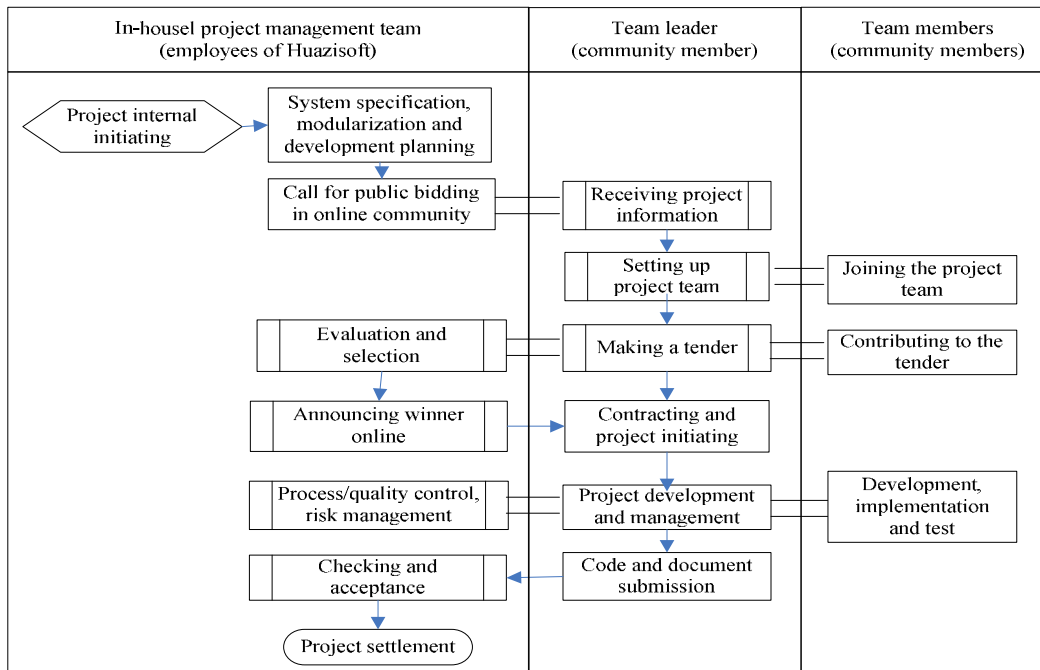 In-housel project management team
(employees of Huazisoft)
Team leader
(community member)
Team members
(community members)
Project internal
initiating
System specification,
modularization and
development planning
Call for public bidding
in online community
Receiving project
information
Setting up
project team
Joining the project
team
Evaluation and
selection
Making a tender
Contributing to the
tender
Announcing winner
online
Contracting and
project initiating
Process/quality control,
risk management
Project development
and management
Development,
implementation
and test
Checking and
acceptance
Code and document
submission
Project settlement